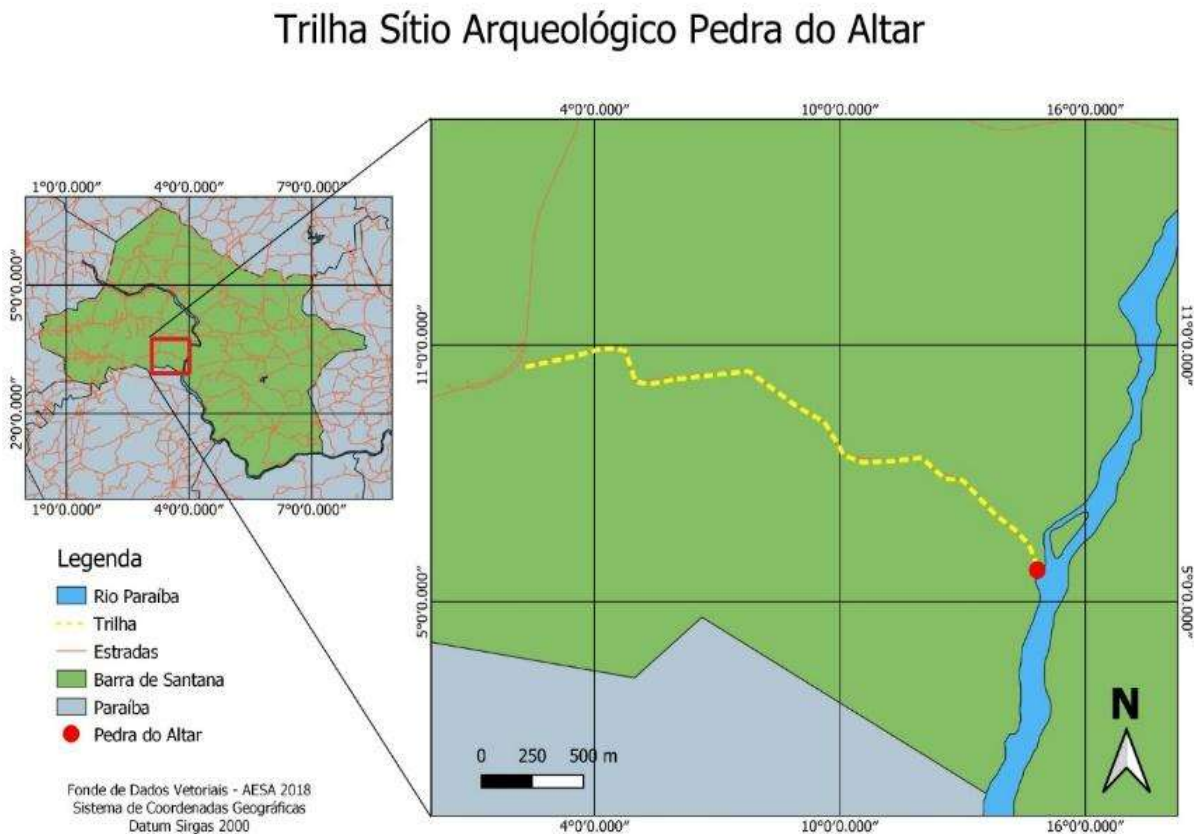 Trilha Sítio Arqueológico Pedra do Altar
4°0'0.000" 10°0'0.000" 16°0'0.000"
1°0'0.000" 4°0'0.000" 7°0'0.000"
5°0'0.000"
2°0'0.000"
1°0'0.000" 4°0'0.000" 7°0'0.000"
11°0'0.000"
5°0'0.000"
11°0'0.000"
5°0'0.000"
Legenda
Rio Paraíba
Trilha
Estradas
Barra de Santana
Paraíba
Pedra do Altar
Fonde de Dados Vetoriais - AESA 2018
Sistema de Coordenadas Geográficas
Datum Sirgas 2000
0 250 500 m
N
4°0'0.000" 10°0'0.000" 16°0'0.000"